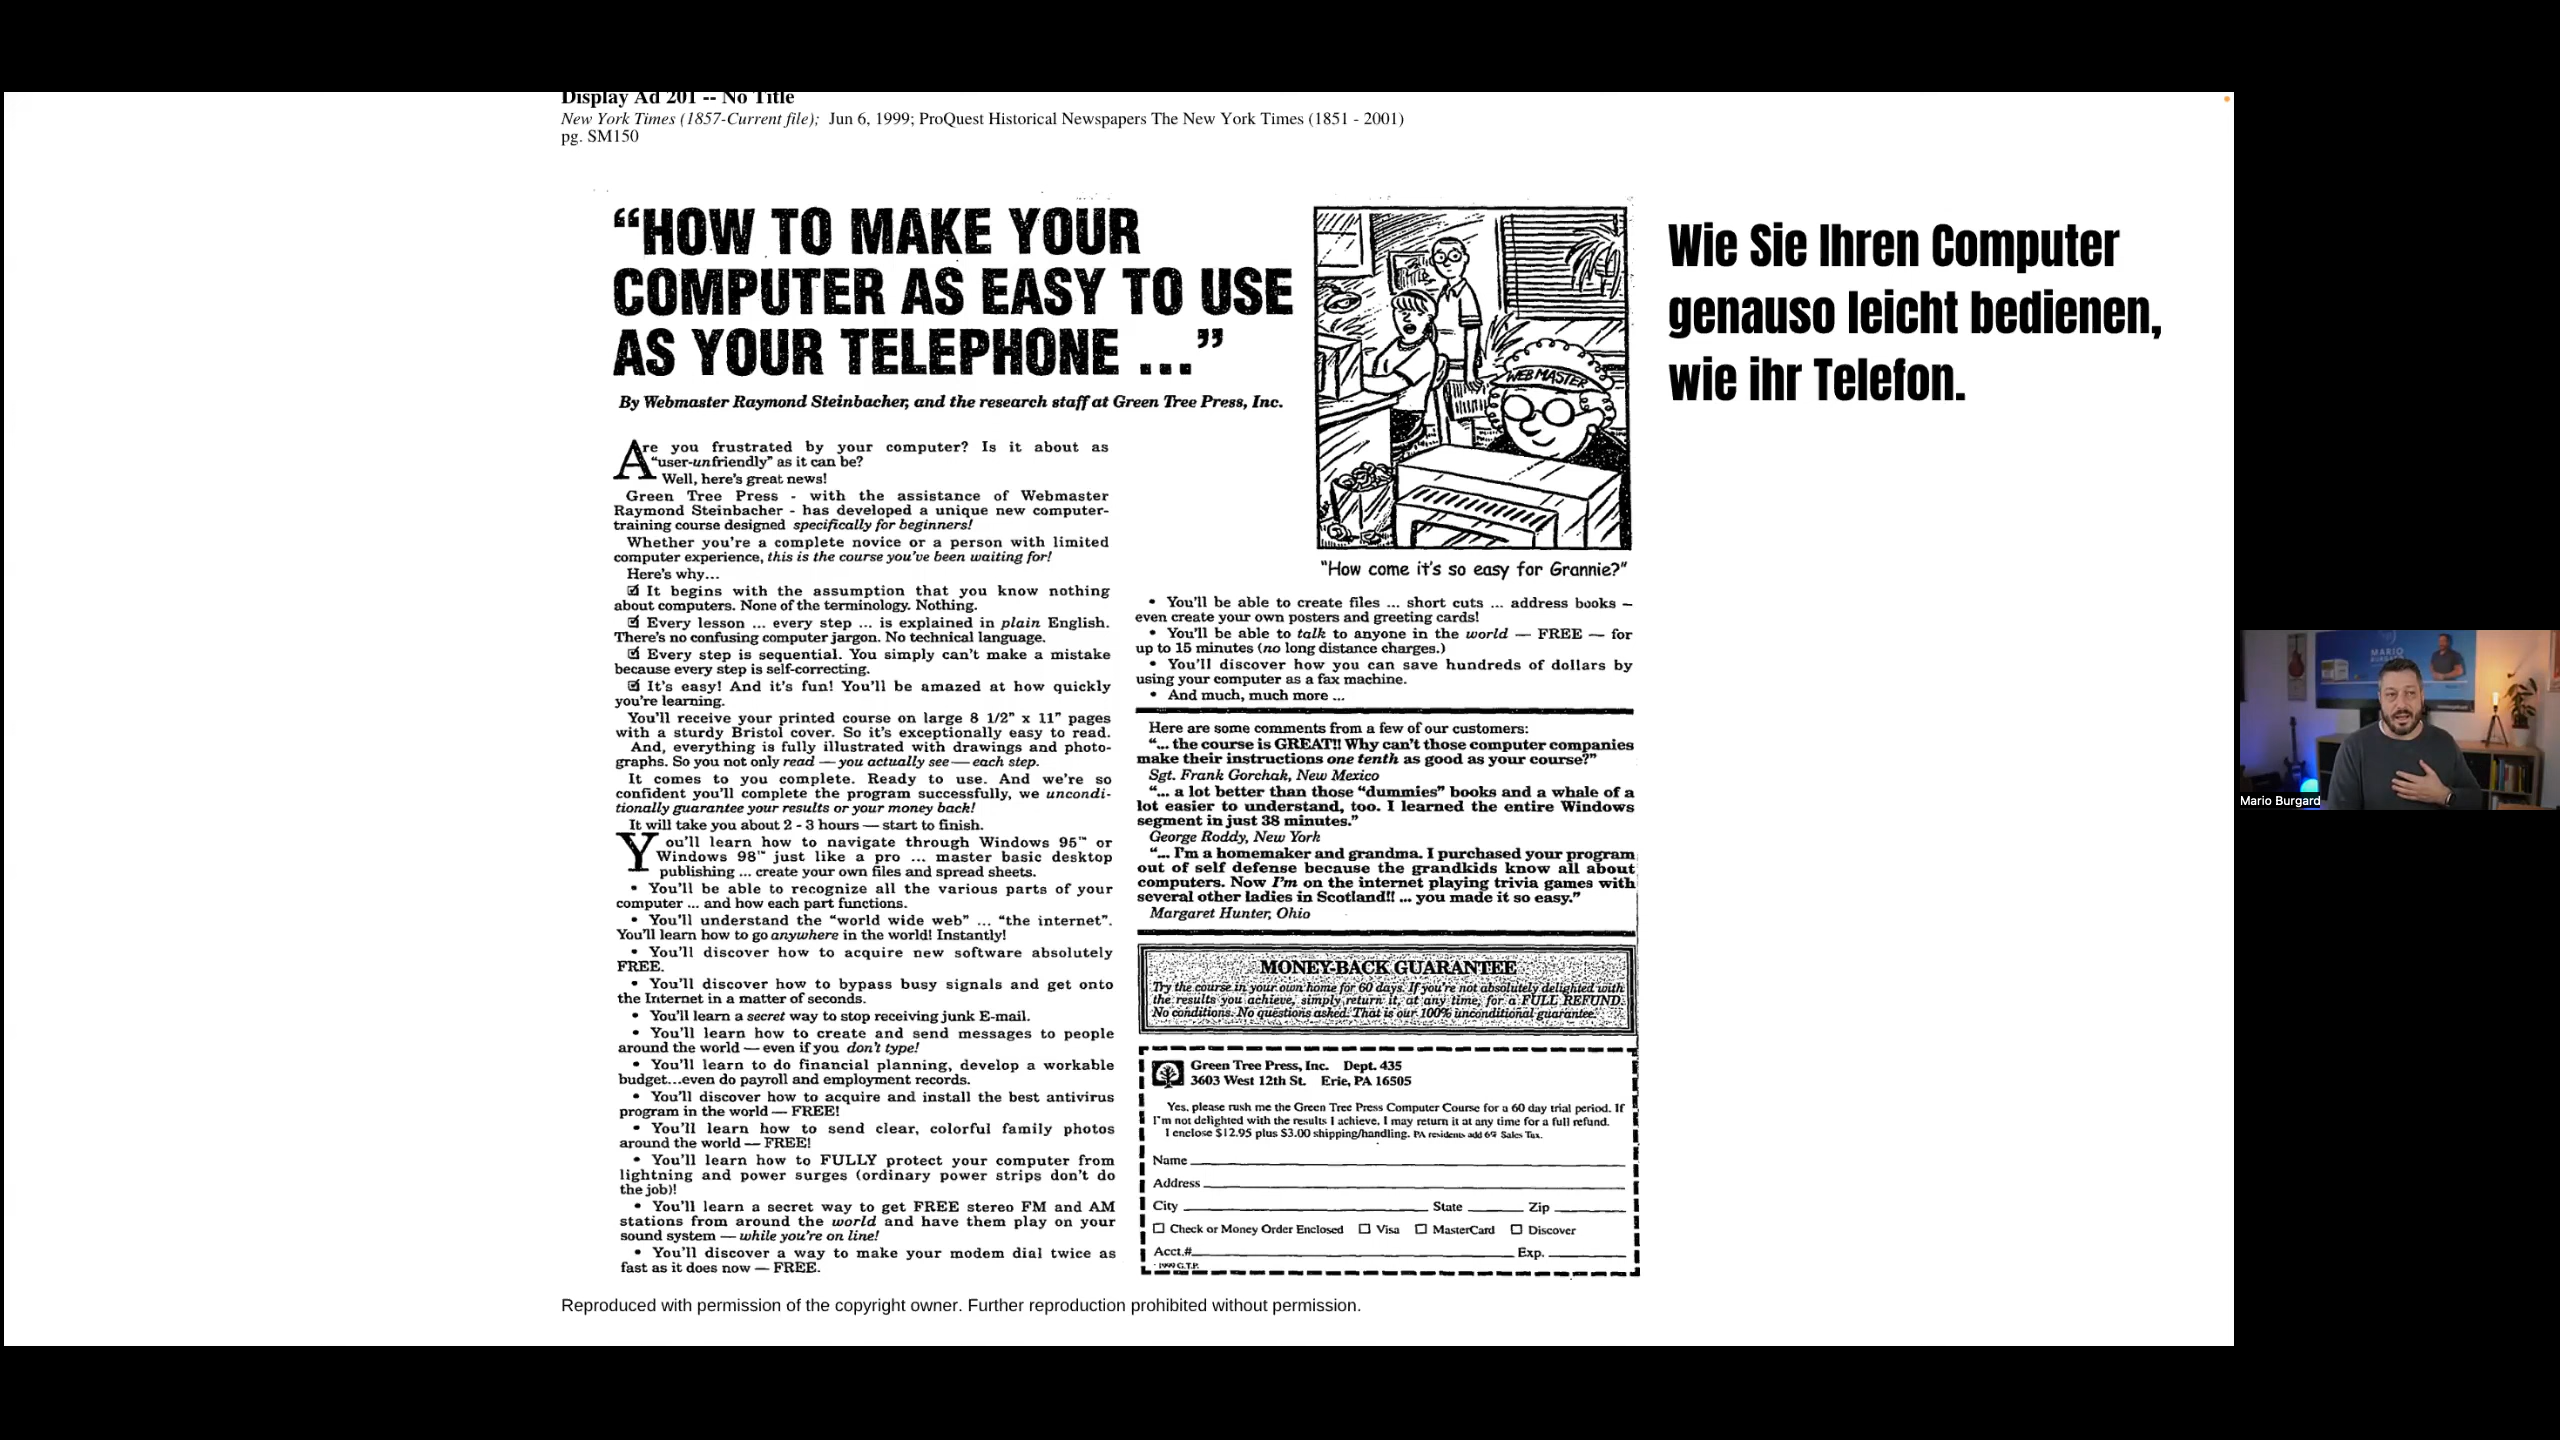 Display Ad 201 -- No Title
New York Times (1857-Current file); Jun 6, 1999; ProQuest Historical Newspapers The New York Times (1851 - 2001)
pg. SM150
“HOW TO MAKE YOUR
COMPUTER AS EASY TO USE
AS YOUR TELEPHONE ...”
By Webmaster Raymond Steinbacher, and the research staff at Green Tree Press, Inc.
Are you frustrated by your computer? Is it about as
“user-unfriendly” as it can be?
Well, here’s great news!
Green Tree Press - with the assistance of Webmaster
Raymond Steinbacher - has developed a unique new computer-
training course designed specifically for beginners!
Whether you’re a complete novice or a person with limited
computer experience, this is the course you’ve been waiting for!
Here’s why...
☑ It begins with the assumption that you know nothing
about computers. None of the terminology. Nothing.
☑ Every lesson ... every step ... is explained in plain English.
There’s no confusing computer jargon. No technical language.
☑ Every step is sequential. You simply can’t make a mistake
because every step is self-correcting.
☑ It’s easy! And it’s fun! You’ll be amazed at how quickly
you’re learning.
You’ll receive your printed course on large 8 1/2” x 11” pages
with a sturdy Bristol cover. So it’s exceptionally easy to read.
And, everything is fully illustrated with drawings and photo-
graphs. So you not only read — you actually see — each step.
It comes to you complete. Ready to use. And we’re so
confident you’ll complete the program successfully, we uncondi-
tionally guarantee your results or your money back!
It will take you about 2 - 3 hours — start to finish.
You’ll learn how to navigate through Windows 95™ or
Windows 98™ just like a pro ... master basic desktop
publishing ... create your own files and spread sheets.
• You’ll be able to recognize all the various parts of your
computer ... and how each part functions.
• You’ll understand the “world wide web” ... “the internet”.
You’ll learn how to go anywhere in the world! Instantly!
• You’ll discover how to acquire new software absolutely
FREE.
• You’ll discover how to bypass busy signals and get onto
the Internet in a matter of seconds.
• You’ll learn a secret way to stop receiving junk E-mail.
• You’ll learn how to create and send messages to people
around the world — even if you don’t type!
• You’ll learn to do financial planning, develop a workable
budget...even do payroll and employment records.
• You’ll discover how to acquire and install the best antivirus
program in the world — FREE!
• You’ll learn how to send clear, colorful family photos
around the world — FREE!
• You’ll learn how to FULLY protect your computer from
lightning and power surges (ordinary power strips don’t do
the job)!
• You’ll learn a secret way to get FREE stereo FM and AM
stations from around the world and have them play on your
sound system — while you’re on line!
• You’ll discover a way to make your modem dial twice as
fast as it does now — FREE.
WEB MASTER
“How come it’s so easy for Grannie?”
• You’ll be able to create files ... short cuts ... address books –
even create your own posters and greeting cards!
• You’ll be able to talk to anyone in the world — FREE — for
up to 15 minutes (no long distance charges.)
• You’ll discover how you can save hundreds of dollars by
using your computer as a fax machine.
• And much, much more ...
Here are some comments from a few of our customers:
“... the course is GREAT!! Why can’t those computer companies
make their instructions one tenth as good as your course?”
Sgt. Frank Gorchak, New Mexico
“... a lot better than those “dummies” books and a whale of a
lot easier to understand, too. I learned the entire Windows
segment in just 38 minutes.”
George Roddy, New York
“... I’m a homemaker and grandma. I purchased your program
out of self defense because the grandkids know all about
computers. Now I’m on the internet playing trivia games with
several other ladies in Scotland!! ... you made it so easy.”
Margaret Hunter, Ohio
MONEY-BACK GUARANTEE
Try the course in your own home for 60 days. If you’re not absolutely delighted with
the results you achieve, simply return it, at any time, for a FULL REFUND.
No conditions. No questions asked. That is our 100% unconditional guarantee.
Green Tree Press, Inc. Dept. 435
3603 West 12th St. Erie, PA 16505
Yes, please rush me the Green Tree Press Computer Course for a 60 day trial period. If
I’m not delighted with the results I achieve, I may return it at any time for a full refund.
I enclose $12.95 plus $3.00 shipping/handling. PA residents add 6% Sales Tax.
Name
Address
City State Zip
☐ Check or Money Order Enclosed ☐ Visa ☐ MasterCard ☐ Discover
Acct.# Exp.
1999 G.T.P.
Reproduced with permission of the copyright owner. Further reproduction prohibited without permission.
Wie Sie Ihren Computer
genauso leicht bedienen,
wie ihr Telefon.
MARIO
Mario Burgard